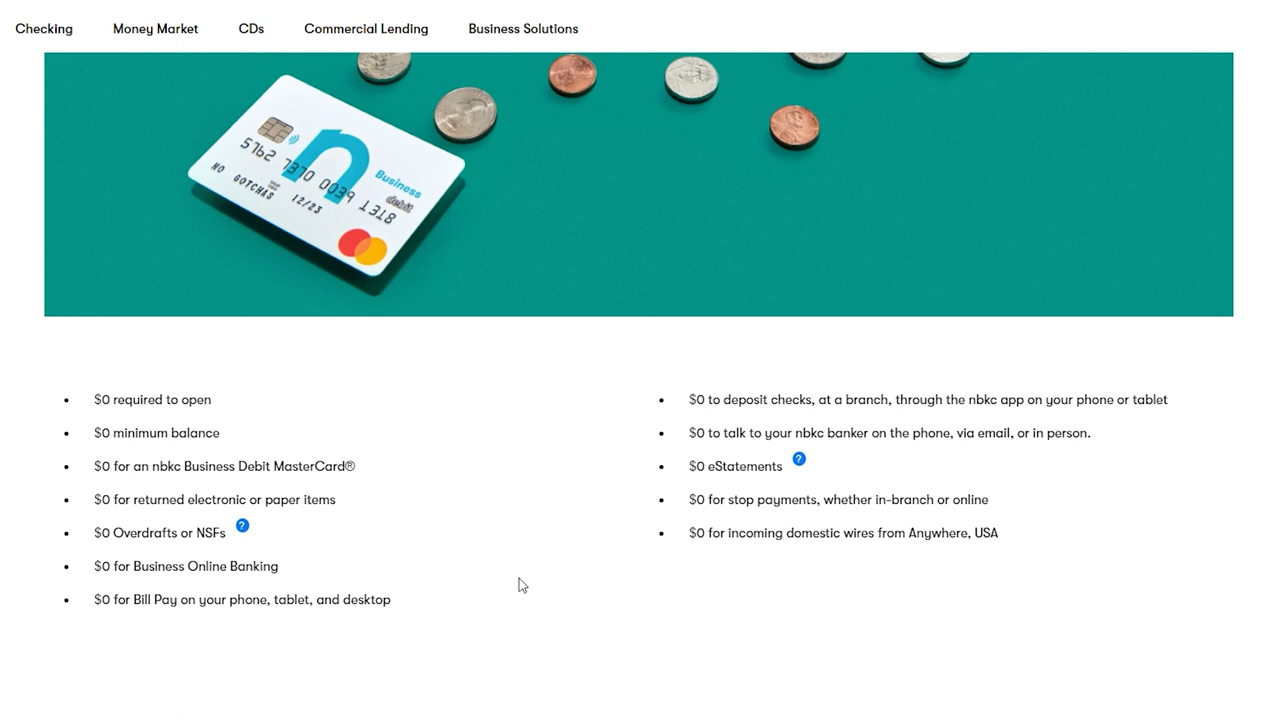 Checking Money Market CDs Commercial Lending Business Solutions
n
Business
debit
5762 7370 0039 1318
NO GOTCHAS 12/23
$0 required to open
$0 minimum balance
$0 for an nbkc Business Debit MasterCard®
$0 for returned electronic or paper items
$0 Overdrafts or NSFs ?
$0 for Business Online Banking
$0 for Bill Pay on your phone, tablet, and desktop
$0 to deposit checks, at a branch, through the nbkc app on your phone or tablet
$0 to talk to your nbkc banker on the phone, via email, or in person.
$0 eStatements ?
$0 for stop payments, whether in-branch or online
$0 for incoming domestic wires from Anywhere, USA